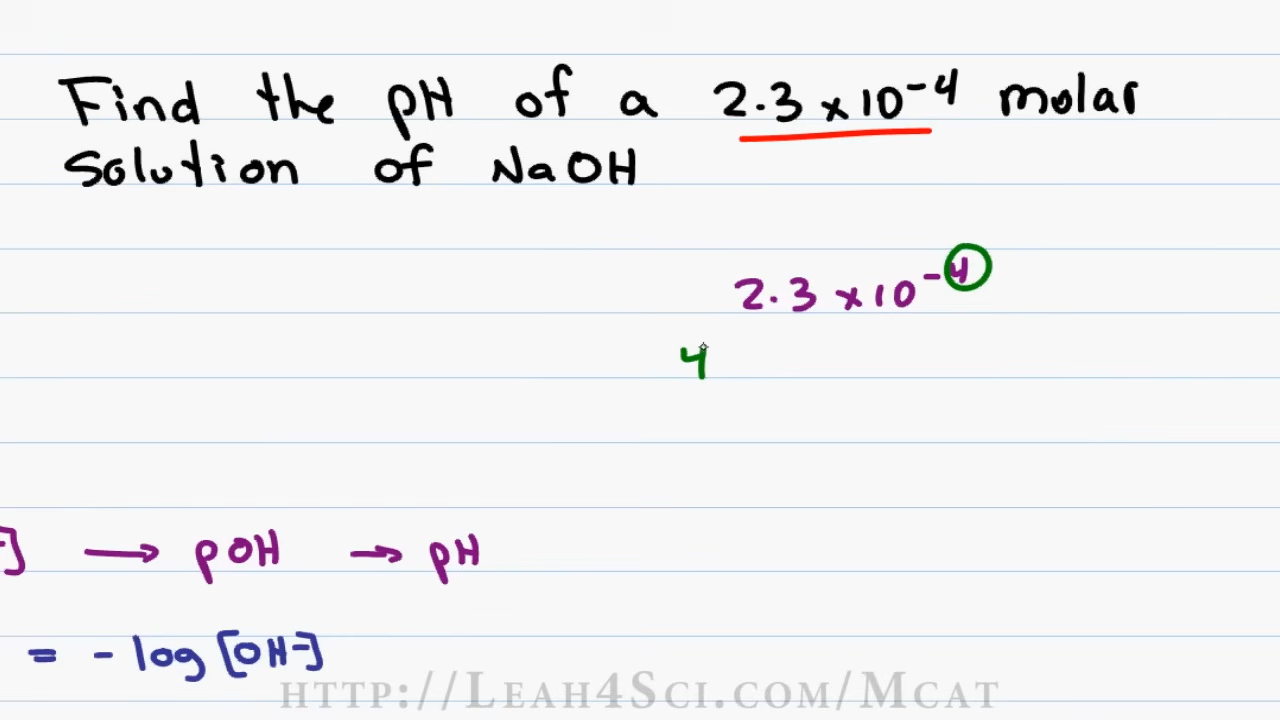 Find the pH of a 2.3 x 10⁻⁴ molar
solution of NaOH
2.3 x 10⁻⁴
4
-] → pOH → pH
= - log [OH-]
HTTP://LEAH4SCI.COM/MCAT